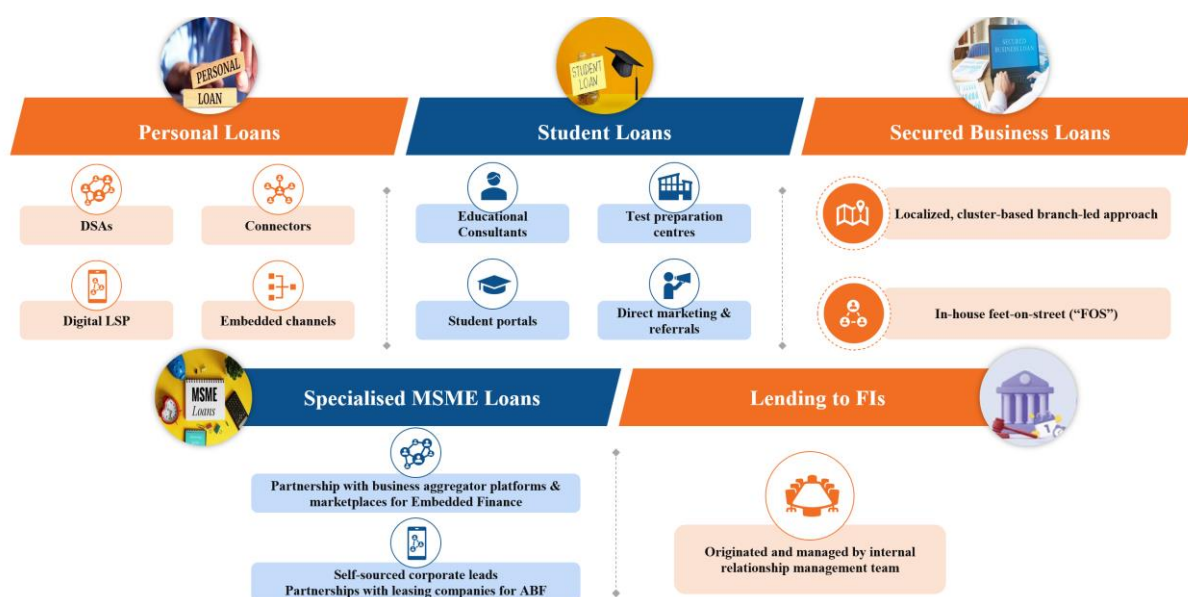 PERSONAL
LOAN
STUDENT
LOAN
SECURED
BUSINESS LOAN
Personal Loans
Student Loans
Secured Business Loans
DSAs
Connectors
Educational
Consultants
Test preparation
centres
Localized, cluster-based branch-led approach
Digital LSP
Embedded channels
Student portals
Direct marketing &
referrals
In-house feet-on-street (“FOS”)
MSME
Loans
Specialised MSME Loans
Lending to FIs
1
Partnership with business aggregator platforms &
marketplaces for Embedded Finance
Self-sourced corporate leads
Partnerships with leasing companies for ABF
Originated and managed by internal
relationship management team